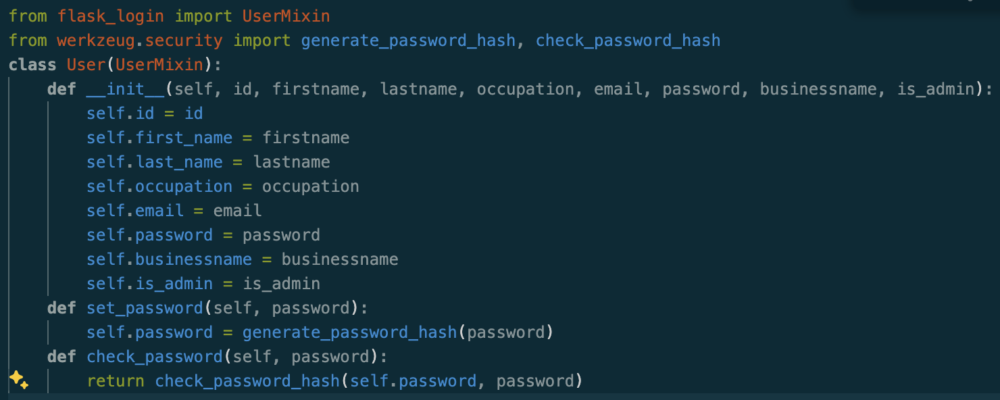 from flask_login import UserMixin
from werkzeug.security import generate_password_hash, check_password_hash
class User(UserMixin):
    def __init__(self, id, firstname, lastname, occupation, email, password, businessname, is_admin):
        self.id = id
        self.first_name = firstname
        self.last_name = lastname
        self.occupation = occupation
        self.email = email
        self.password = password
        self.businessname = businessname
        self.is_admin = is_admin
    def set_password(self, password):
        self.password = generate_password_hash(password)
    def check_password(self, password):
        return check_password_hash(self.password, password)